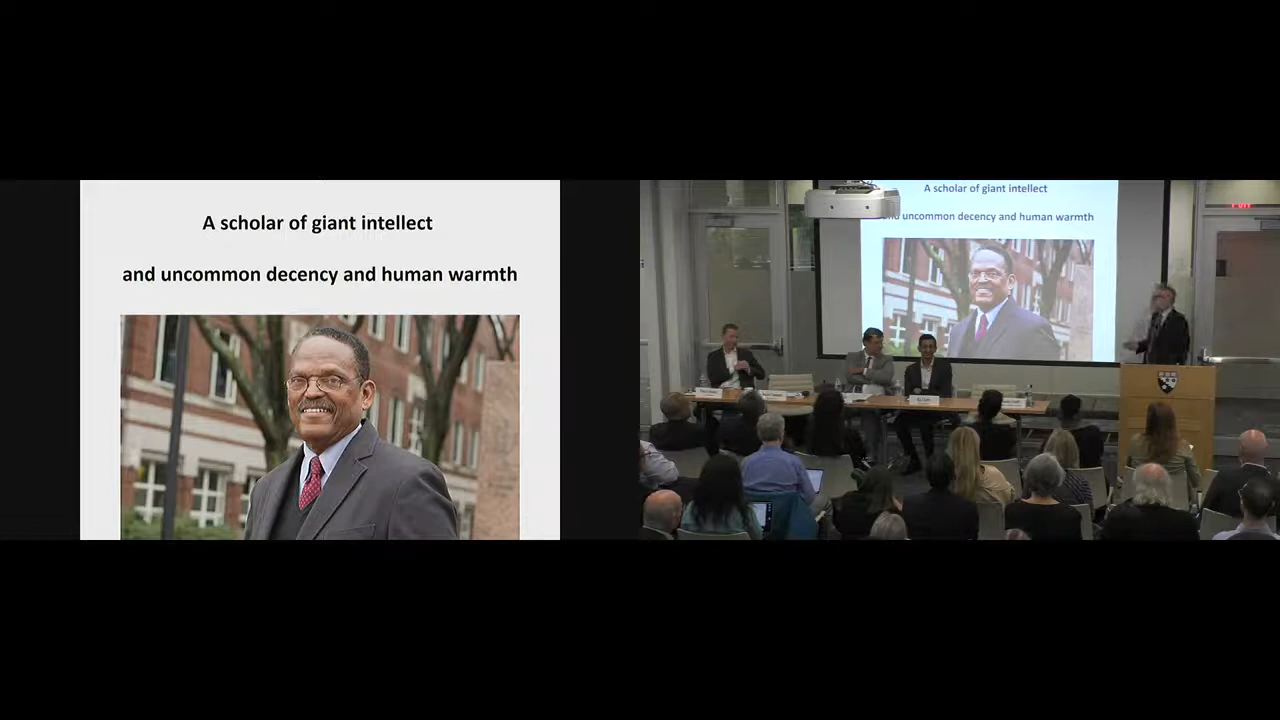 A scholar of giant intellect
and uncommon decency and human warmth
A scholar of giant intellect
uncommon decency and human warmth